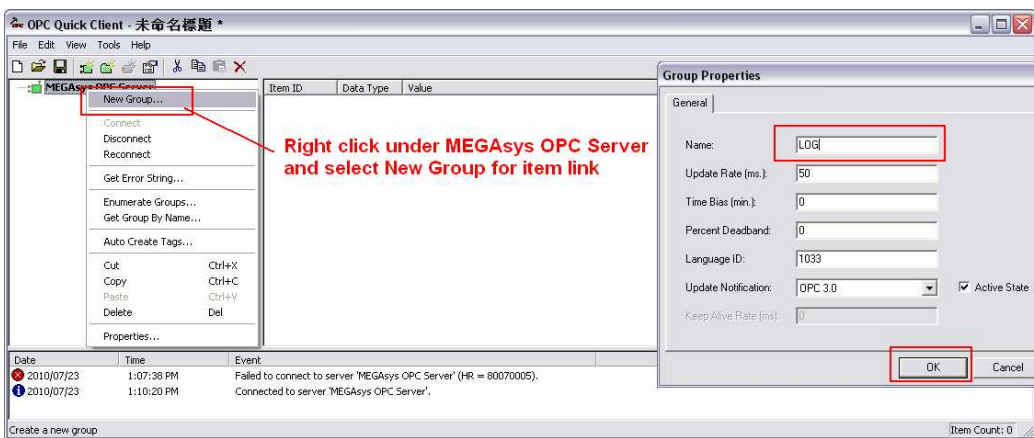 OPC Quick Client - 未命名標題 *
File Edit View Tools Help
MEGAsys OPC Server
Item ID Data Type Value
New Group...
Connect
Disconnect
Reconnect
Get Error String...
Enumerate Groups...
Get Group By Name...
Auto Create Tags...
Cut Ctrl+X
Copy Ctrl+C
Paste Ctrl+V
Delete Del
Properties...
Right click under MEGAsys OPC Server
and select New Group for item link
Group Properties
General
Name: LOG
Update Rate (ms.): 50
Time Bias (min.): 0
Percent Deadband: 0
Language ID: 1033
Update Notification: OPC 3.0 Active State
Keep Alive Rate (ms): 0
OK Cancel
Date Time Event
2010/07/23 1:07:38 PM Failed to connect to server 'MEGAsys OPC Server' (HR = 80070005).
2010/07/23 1:10:20 PM Connected to server 'MEGAsys OPC Server'.
Create a new group Item Count: 0